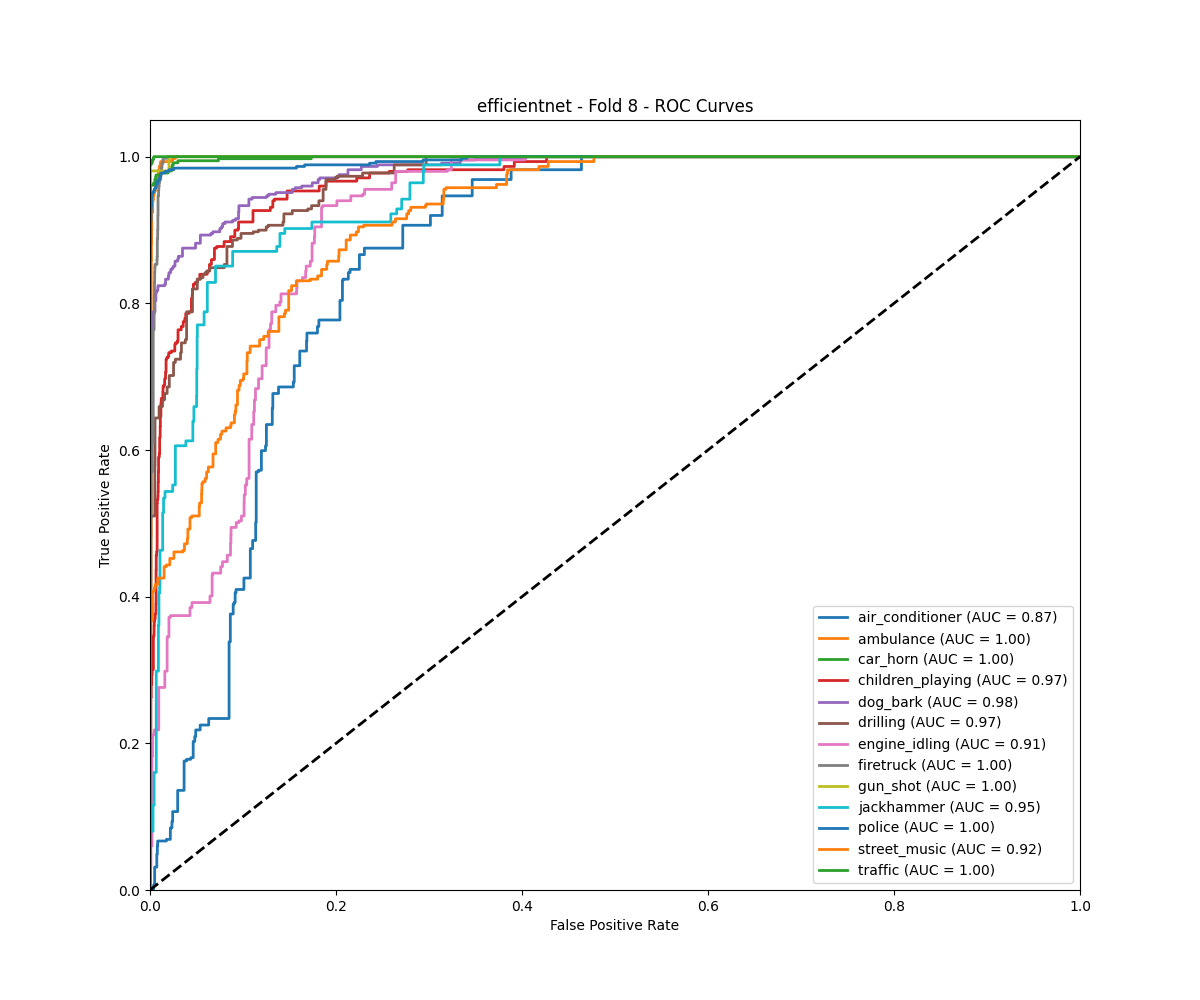 efficientnet - Fold 8 - ROC Curves
1.0
0.8
0.6
0.4
0.2
0.0
True Positive Rate
0.0 0.2 0.4 0.6 0.8 1.0
False Positive Rate
air_conditioner (AUC = 0.87)
ambulance (AUC = 1.00)
car_horn (AUC = 1.00)
children_playing (AUC = 0.97)
dog_bark (AUC = 0.98)
drilling (AUC = 0.97)
engine_idling (AUC = 0.91)
firetruck (AUC = 1.00)
gun_shot (AUC = 1.00)
jackhammer (AUC = 0.95)
police (AUC = 1.00)
street_music (AUC = 0.92)
traffic (AUC = 1.00)